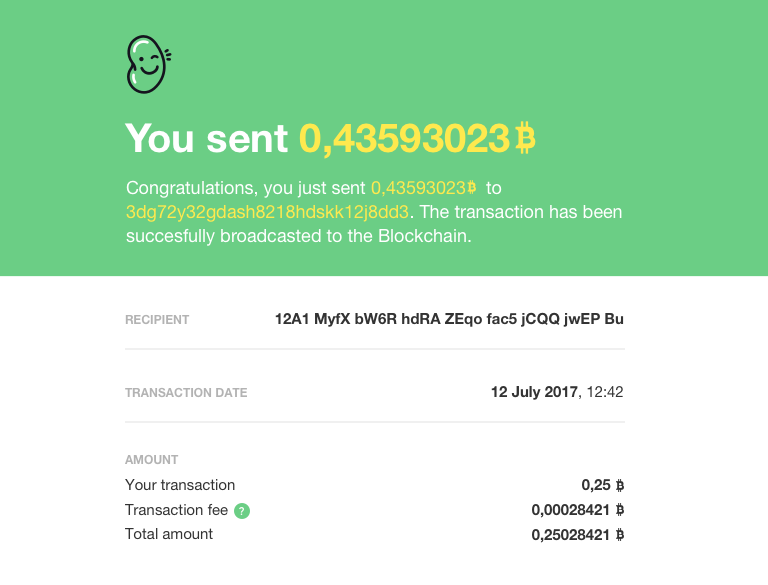 You sent 0,43593023₿
Congratulations, you just sent 0,43593023₿ to
3dg72y32gdash8218hdskk12j8dd3. The transaction has been
succesfully broadcasted to the Blockchain.
RECIPIENT 12A1 MyfX bW6R hdRA ZEqo fac5 jCQQ jwEP Bu
TRANSACTION DATE 12 July 2017, 12:42
AMOUNT
Your transaction 0,25 ₿
Transaction fee ? 0,00028421 ₿
Total amount 0,25028421 ₿